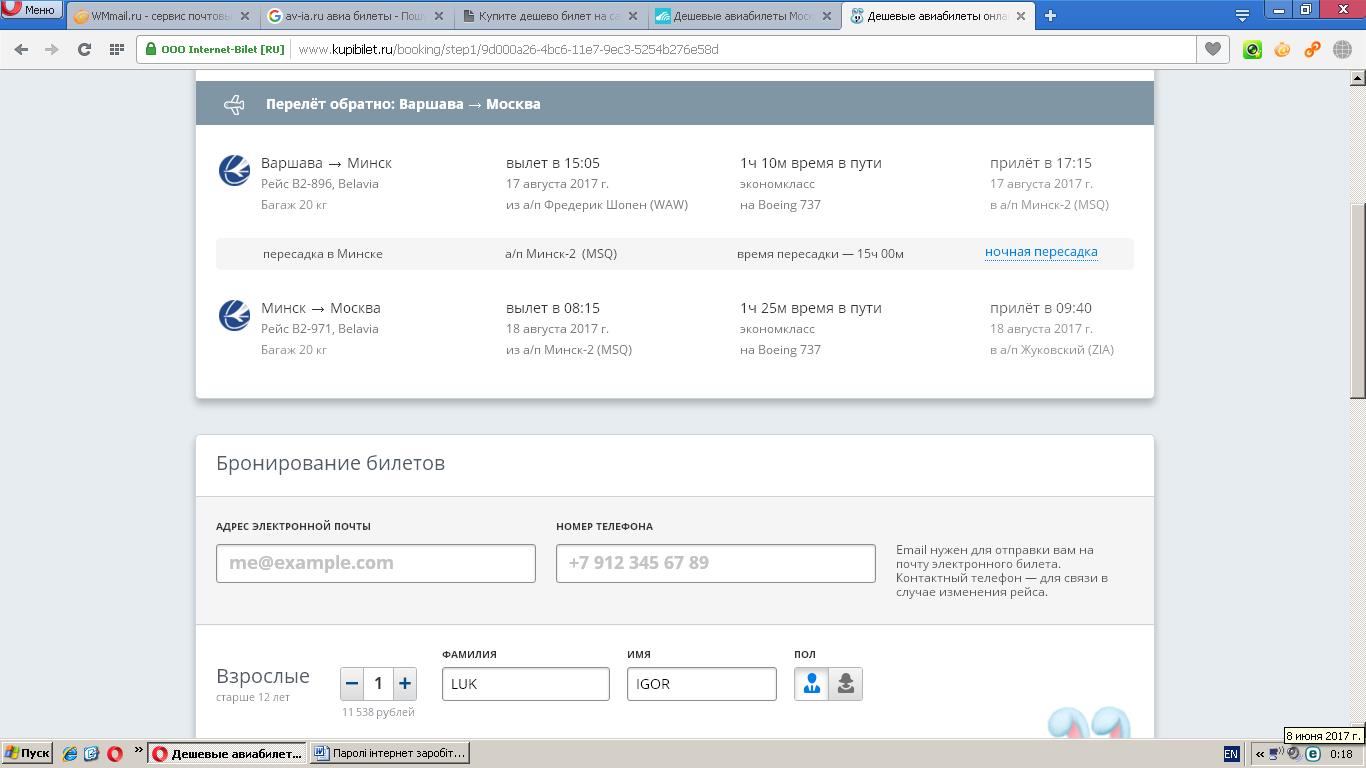 Меню
WMmail.ru - сервис почтовы
av-ia.ru авиа билеты - Пош
Купите дешево билет на са
Дешевые авиабилеты Моск
Дешевые авиабилеты онла
ООО Internet-Bilet [RU]
www.kupibilet.ru/booking/step1/9d000a26-4bc6-11e7-9ec3-5254b276e58d
Перелёт обратно: Варшава → Москва
Варшава → Минск вылет в 15:05 1ч 10м время в пути прилёт в 17:15
Рейс B2-896, Belavia 17 августа 2017 г. экономкласс 17 августа 2017 г.
Багаж 20 кг из а/п Фредерик Шопен (WAW) на Boeing 737 в а/п Минск-2 (MSQ)
пересадка в Минске а/п Минск-2 (MSQ) время пересадки — 15ч 00м ночная пересадка
Минск → Москва вылет в 08:15 1ч 25м время в пути прилёт в 09:40
Рейс B2-971, Belavia 18 августа 2017 г. экономкласс 18 августа 2017 г.
Багаж 20 кг из а/п Минск-2 (MSQ) на Boeing 737 в а/п Жуковский (ZIA)
Бронирование билетов
АДРЕС ЭЛЕКТРОННОЙ ПОЧТЫ НОМЕР ТЕЛЕФОНА
me@example.com +7 912 345 67 89
Email нужен для отправки вам на
почту электронного билета.
Контактный телефон — для связи в
случае изменения рейса.
ФАМИЛИЯ ИМЯ ПОЛ
Взрослые − 1 + LUK IGOR
старше 12 лет
11 538 рублей
8 июня 2017 г.
Пуск » Дешевые авиабилет... Паролі інтернет заробіт... EN « 0:18